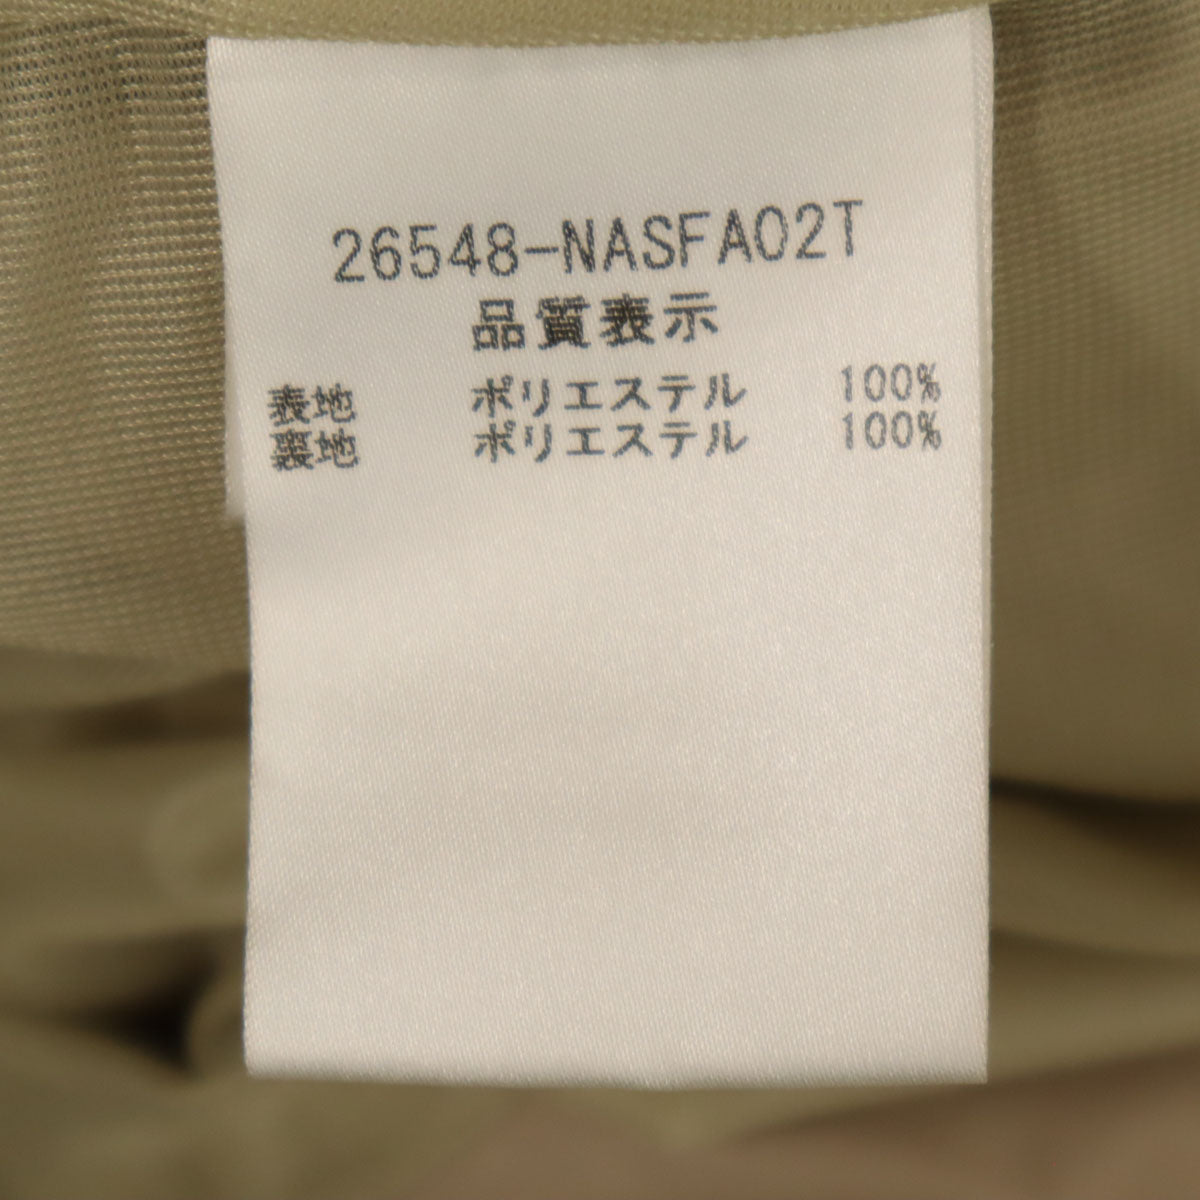 26548-NASFA02T
品質表示
表地 ポリエステル 100%
裏地 ポリエステル 100%